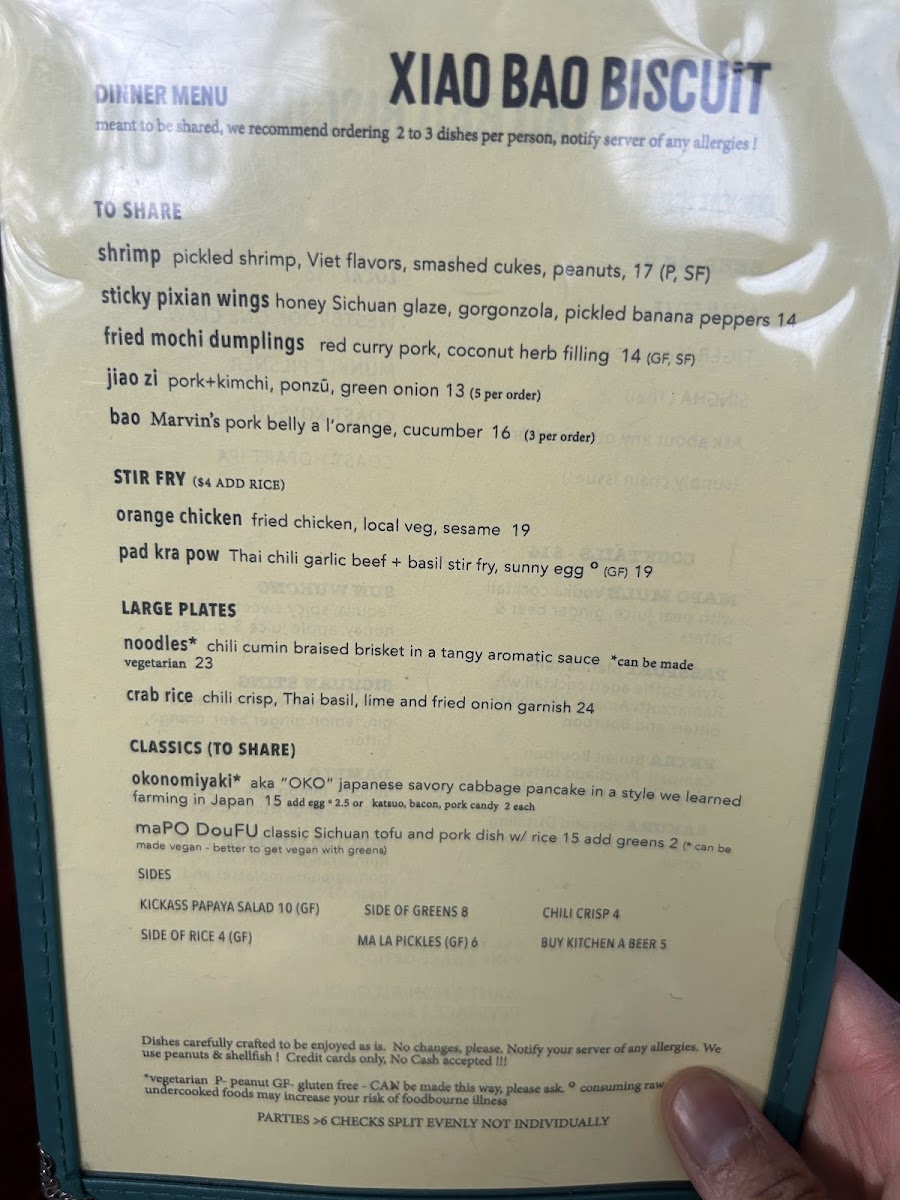 XIAO BAO BISCUIT
DINNER MENU
meant to be shared, we recommend ordering 2 to 3 dishes per person, notify server of any allergies !
TO SHARE
shrimp pickled shrimp, Viet flavors, smashed cukes, peanuts, 17 (P, SF)
sticky pixian wings honey Sichuan glaze, gorgonzola, pickled banana peppers 14
fried mochi dumplings red curry pork, coconut herb filling 14 (GF, SF)
jiao zi pork+kimchi, ponzū, green onion 13 (5 per order)
bao Marvin's pork belly a l'orange, cucumber 16 (3 per order)
STIR FRY ($4 ADD RICE)
orange chicken fried chicken, local veg, sesame 19
pad kra pow Thai chili garlic beef + basil stir fry, sunny egg º (GF) 19
LARGE PLATES
noodles* chili cumin braised brisket in a tangy aromatic sauce *can be made
vegetarian 23
crab rice chili crisp, Thai basil, lime and fried onion garnish 24
CLASSICS (TO SHARE)
okonomiyaki* aka "OKO" japanese savory cabbage pancake in a style we learned
farming in Japan 15 add egg º 2.5 or katsuo, bacon, pork candy 2 each
maPO DouFU classic Sichuan tofu and pork dish w/ rice 15 add greens 2 (* can be
made vegan - better to get vegan with greens)
SIDES
KICKASS PAPAYA SALAD 10 (GF) SIDE OF GREENS 8 CHILI CRISP 4
SIDE OF RICE 4 (GF) MA LA PICKLES (GF) 6 BUY KITCHEN A BEER 5
Dishes carefully crafted to be enjoyed as is. No changes, please. Notify your server of any allergies. We
use peanuts & shellfish ! Credit cards only, No Cash accepted !!!
*vegetarian P- peanut GF- gluten free - CAN be made this way, please ask. º consuming raw
undercooked foods may increase your risk of foodbourne illness
PARTIES >6 CHECKS SPLIT EVENLY NOT INDIVIDUALLY